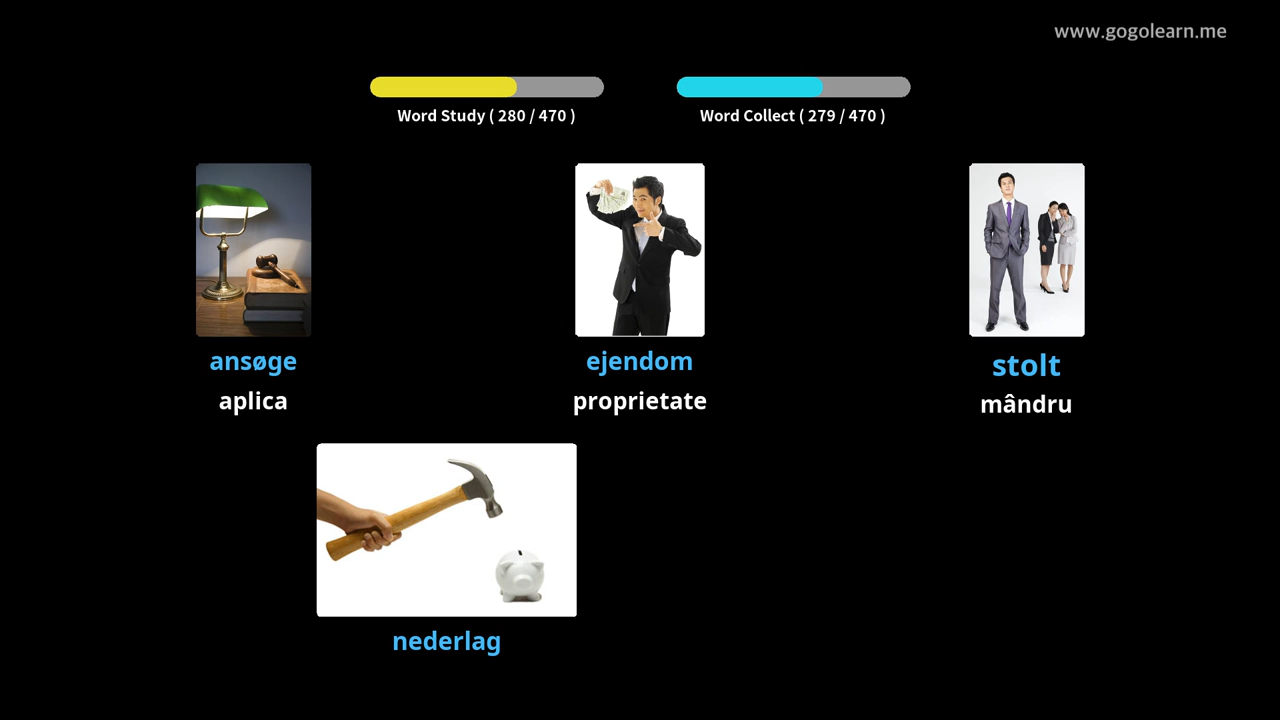 www.gogolearn.me
Word Study ( 280 / 470 )
Word Collect ( 279 / 470 )
ansøge
aplica
ejendom
proprietate
stolt
mândru
nederlag